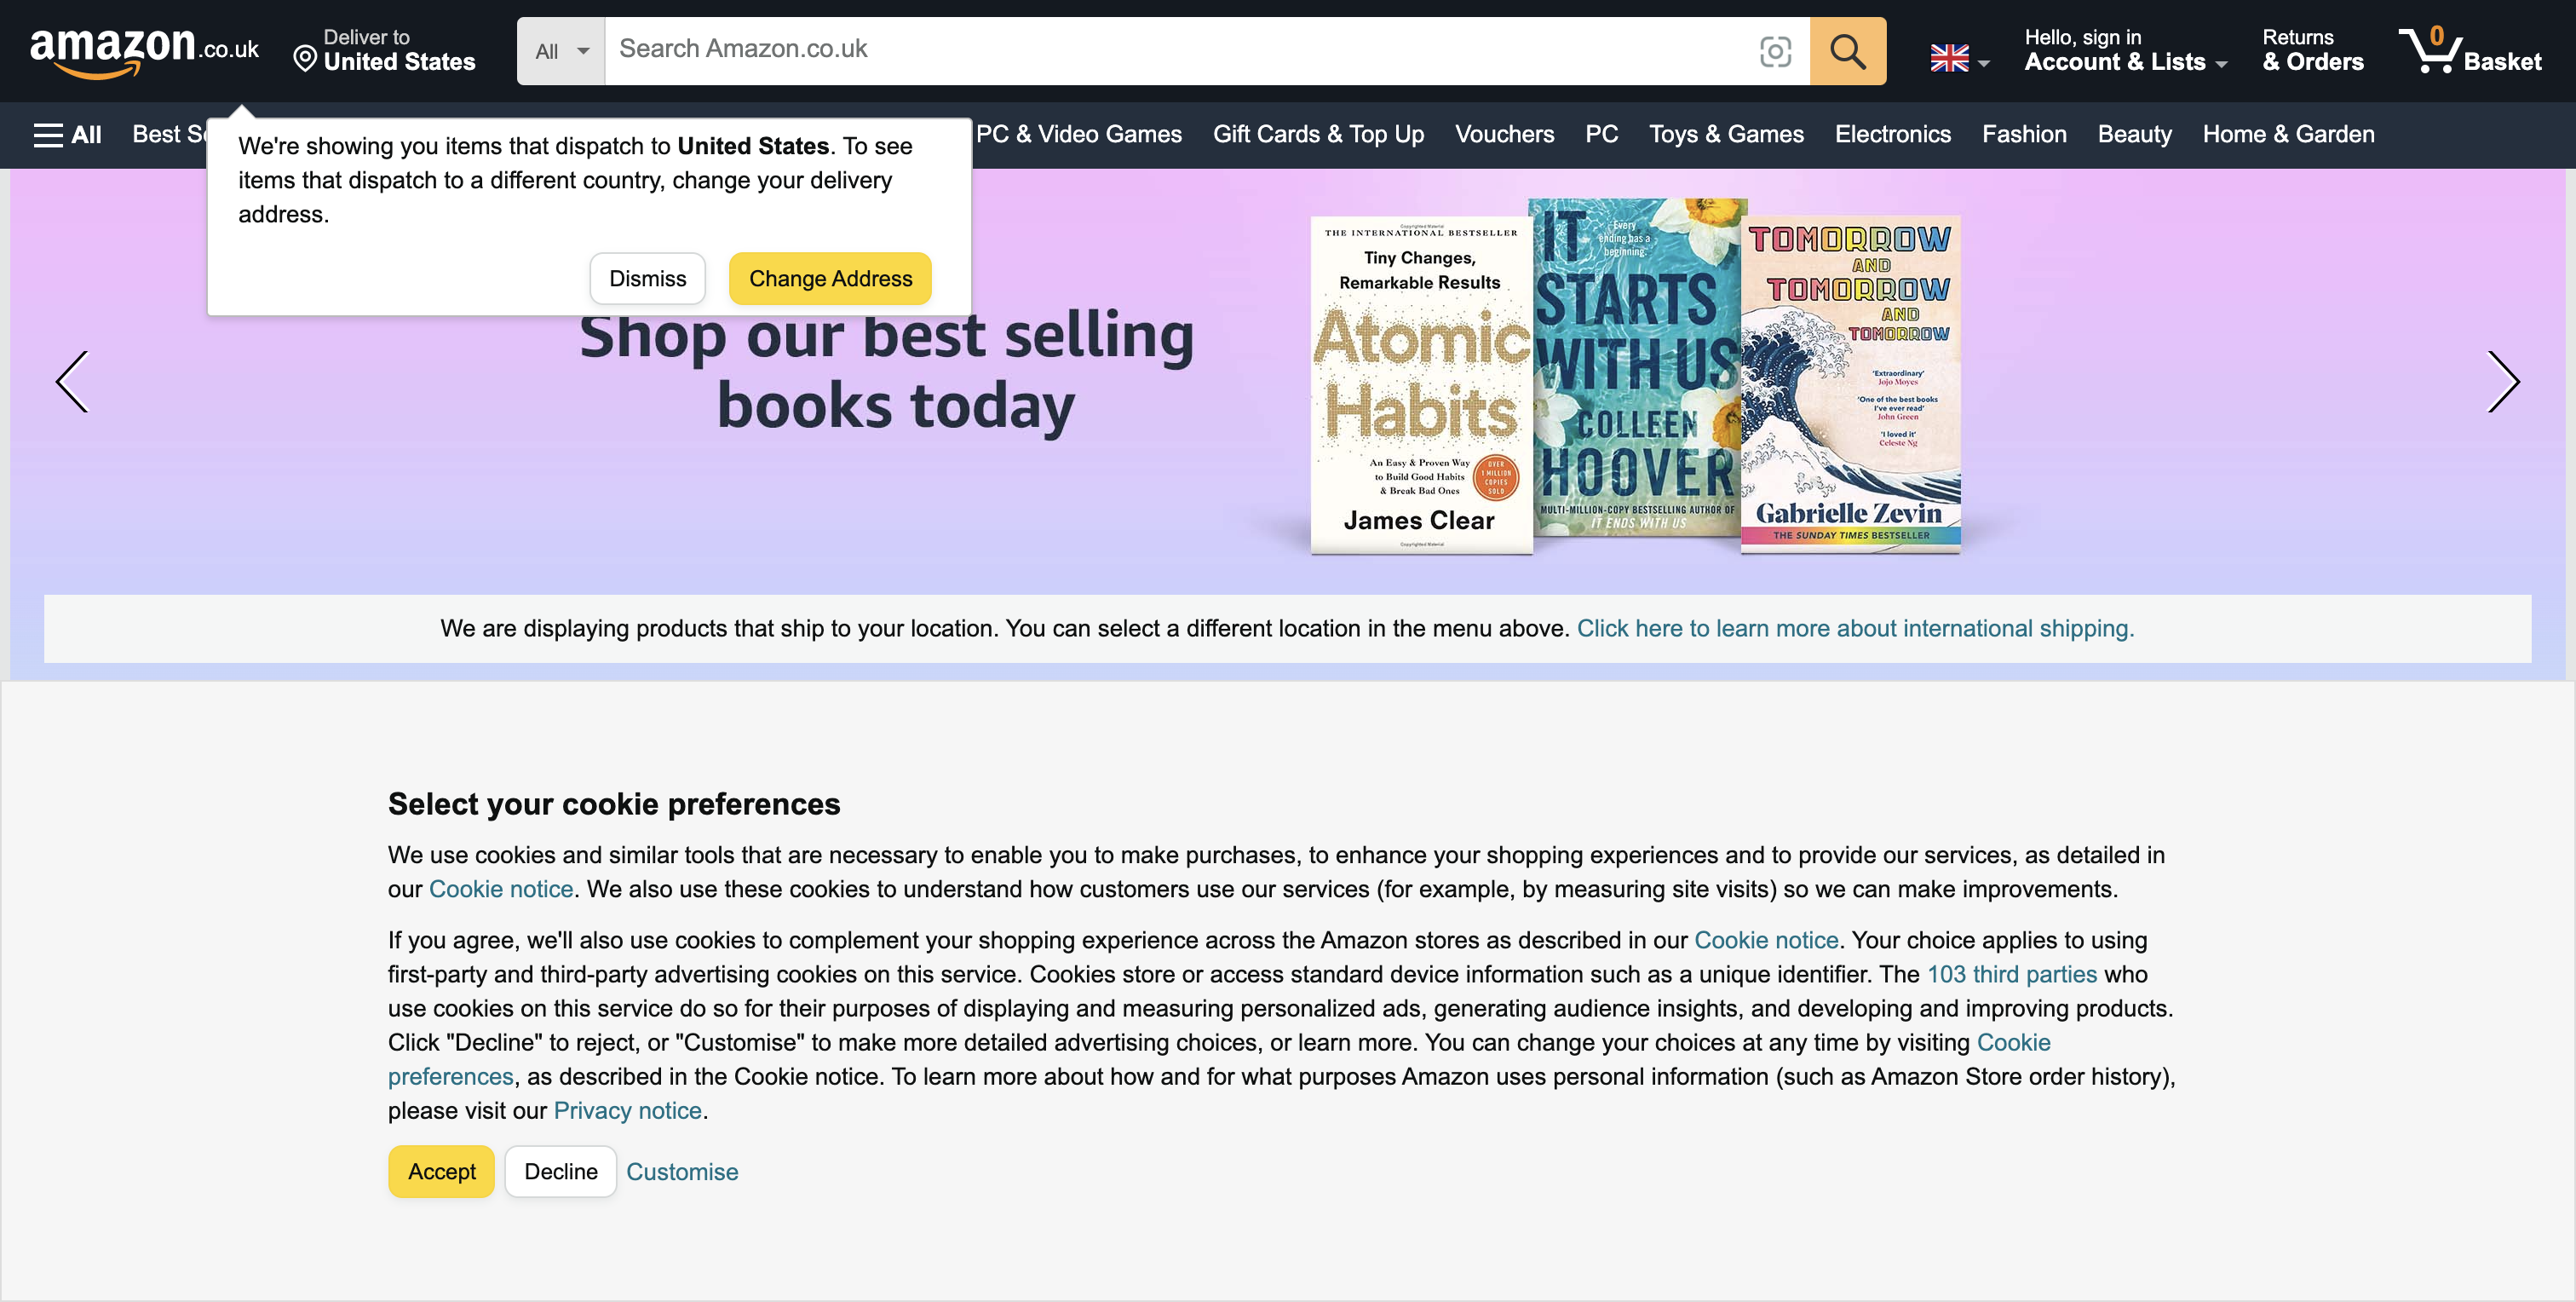 amazon.co.uk
Deliver to
United States
All
Search Amazon.co.uk
Hello, sign in
Account & Lists
Returns
& Orders
0
Basket
All
Best S
PC & Video Games
Gift Cards & Top Up
Vouchers
PC
Toys & Games
Electronics
Fashion
Beauty
Home & Garden
We're showing you items that dispatch to United States. To see
items that dispatch to a different country, change your delivery
address.
Dismiss
Change Address
Shop our best selling
books today
Copyrighted Material
THE INTERNATIONAL BESTSELLER
Tiny Changes,
Remarkable Results
Atomic
Habits
An Easy & Proven Way
to Build Good Habits
& Break Bad Ones
OVER
1 MILLION
COPIES
SOLD
James Clear
Copyrighted Material
IT
Every
ending has a
beginning.
STARTS
WITH US
COLLEEN
HOOVER
MULTI-MILLION-COPY BESTSELLING AUTHOR OF
IT ENDS WITH US
TOMORROW
AND
TOMORROW
AND
TOMORROW
'Extraordinary'
Jojo Moyes
'One of the best books
I've ever read'
John Green
'I loved it'
Celeste Ng
Gabrielle Zevin
THE SUNDAY TIMES BESTSELLER
We are displaying products that ship to your location. You can select a different location in the menu above. Click here to learn more about international shipping.
Select your cookie preferences
We use cookies and similar tools that are necessary to enable you to make purchases, to enhance your shopping experiences and to provide our services, as detailed in
our Cookie notice. We also use these cookies to understand how customers use our services (for example, by measuring site visits) so we can make improvements.
If you agree, we'll also use cookies to complement your shopping experience across the Amazon stores as described in our Cookie notice. Your choice applies to using
first-party and third-party advertising cookies on this service. Cookies store or access standard device information such as a unique identifier. The 103 third parties who
use cookies on this service do so for their purposes of displaying and measuring personalized ads, generating audience insights, and developing and improving products.
Click "Decline" to reject, or "Customise" to make more detailed advertising choices, or learn more. You can change your choices at any time by visiting Cookie
preferences, as described in the Cookie notice. To learn more about how and for what purposes Amazon uses personal information (such as Amazon Store order history),
please visit our Privacy notice.
Accept
Decline
Customise